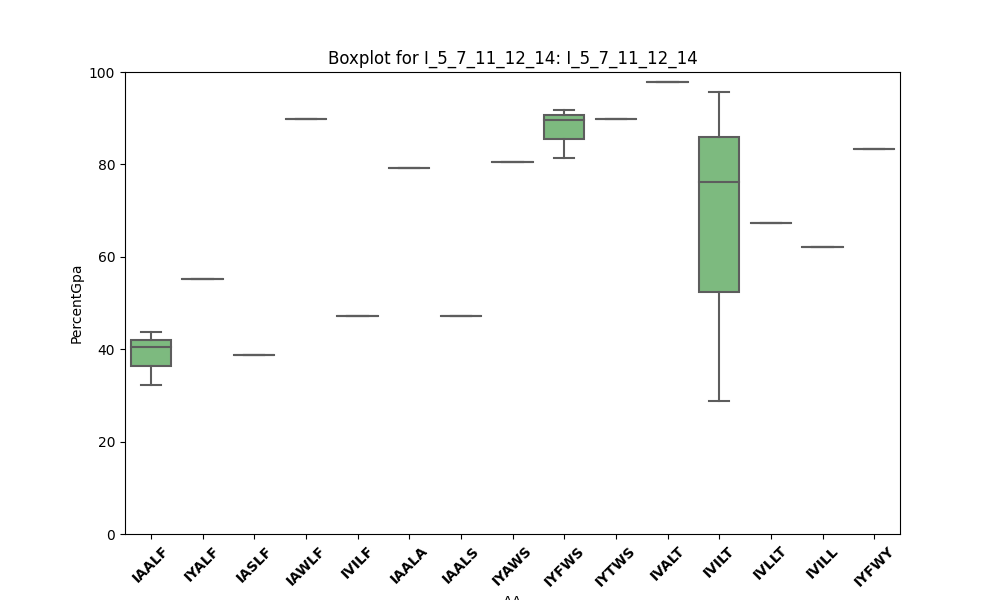 Boxplot for I_5_7_11_12_14: I_5_7_11_12_14
100
80
60
40
20
0
PercentGpa
IAALF IYALF IASLF IAWLF IVILF IAALA IAALS IYAWS IYFWS IYTWS IVALT IVILT IVLLT IVILL IYFWY
AA